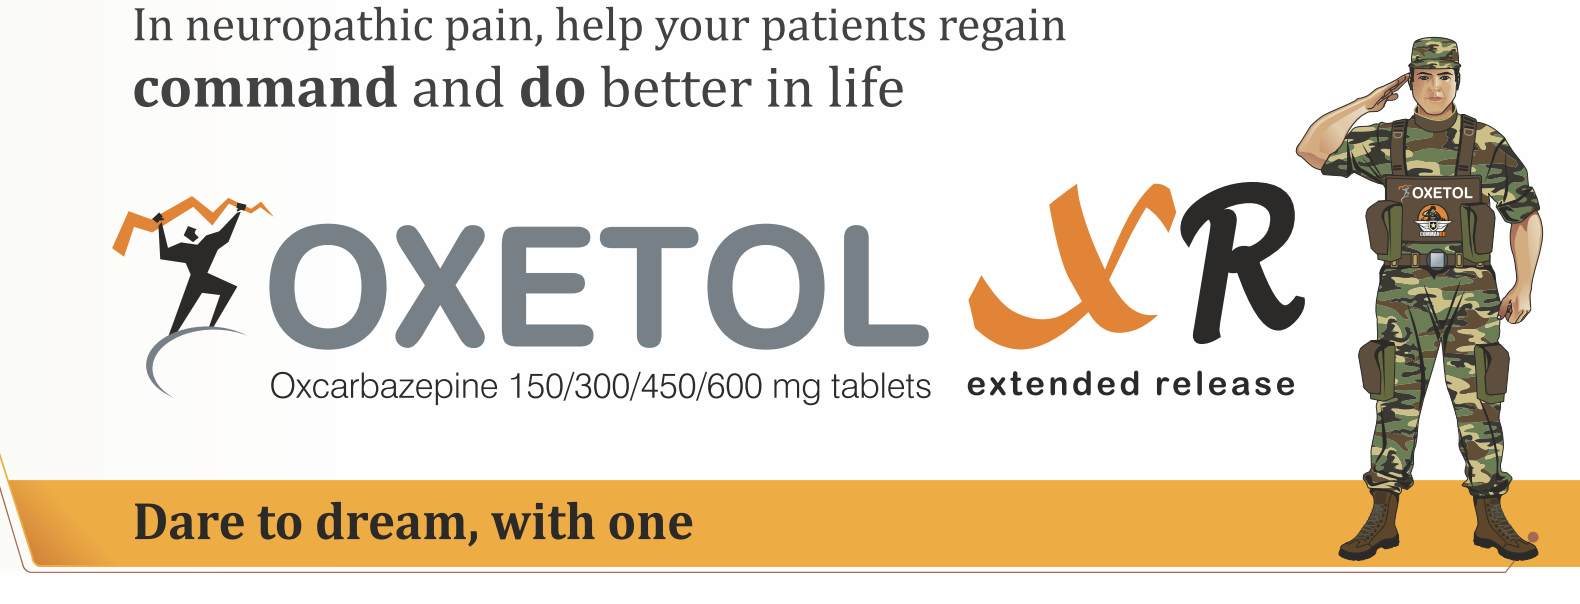 In neuropathic pain, help your patients regain
command and do better in life
OXETOL XR
Oxcarbazepine 150/300/450/600 mg tablets extended release
OXETOL
COMMANDO
Dare to dream, with one